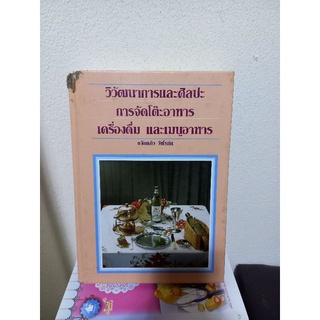 วิวัฒนาการและศิลปะ
การจัดโต๊ะอาหาร
เครื่องดื่ม และเมนูอาหาร